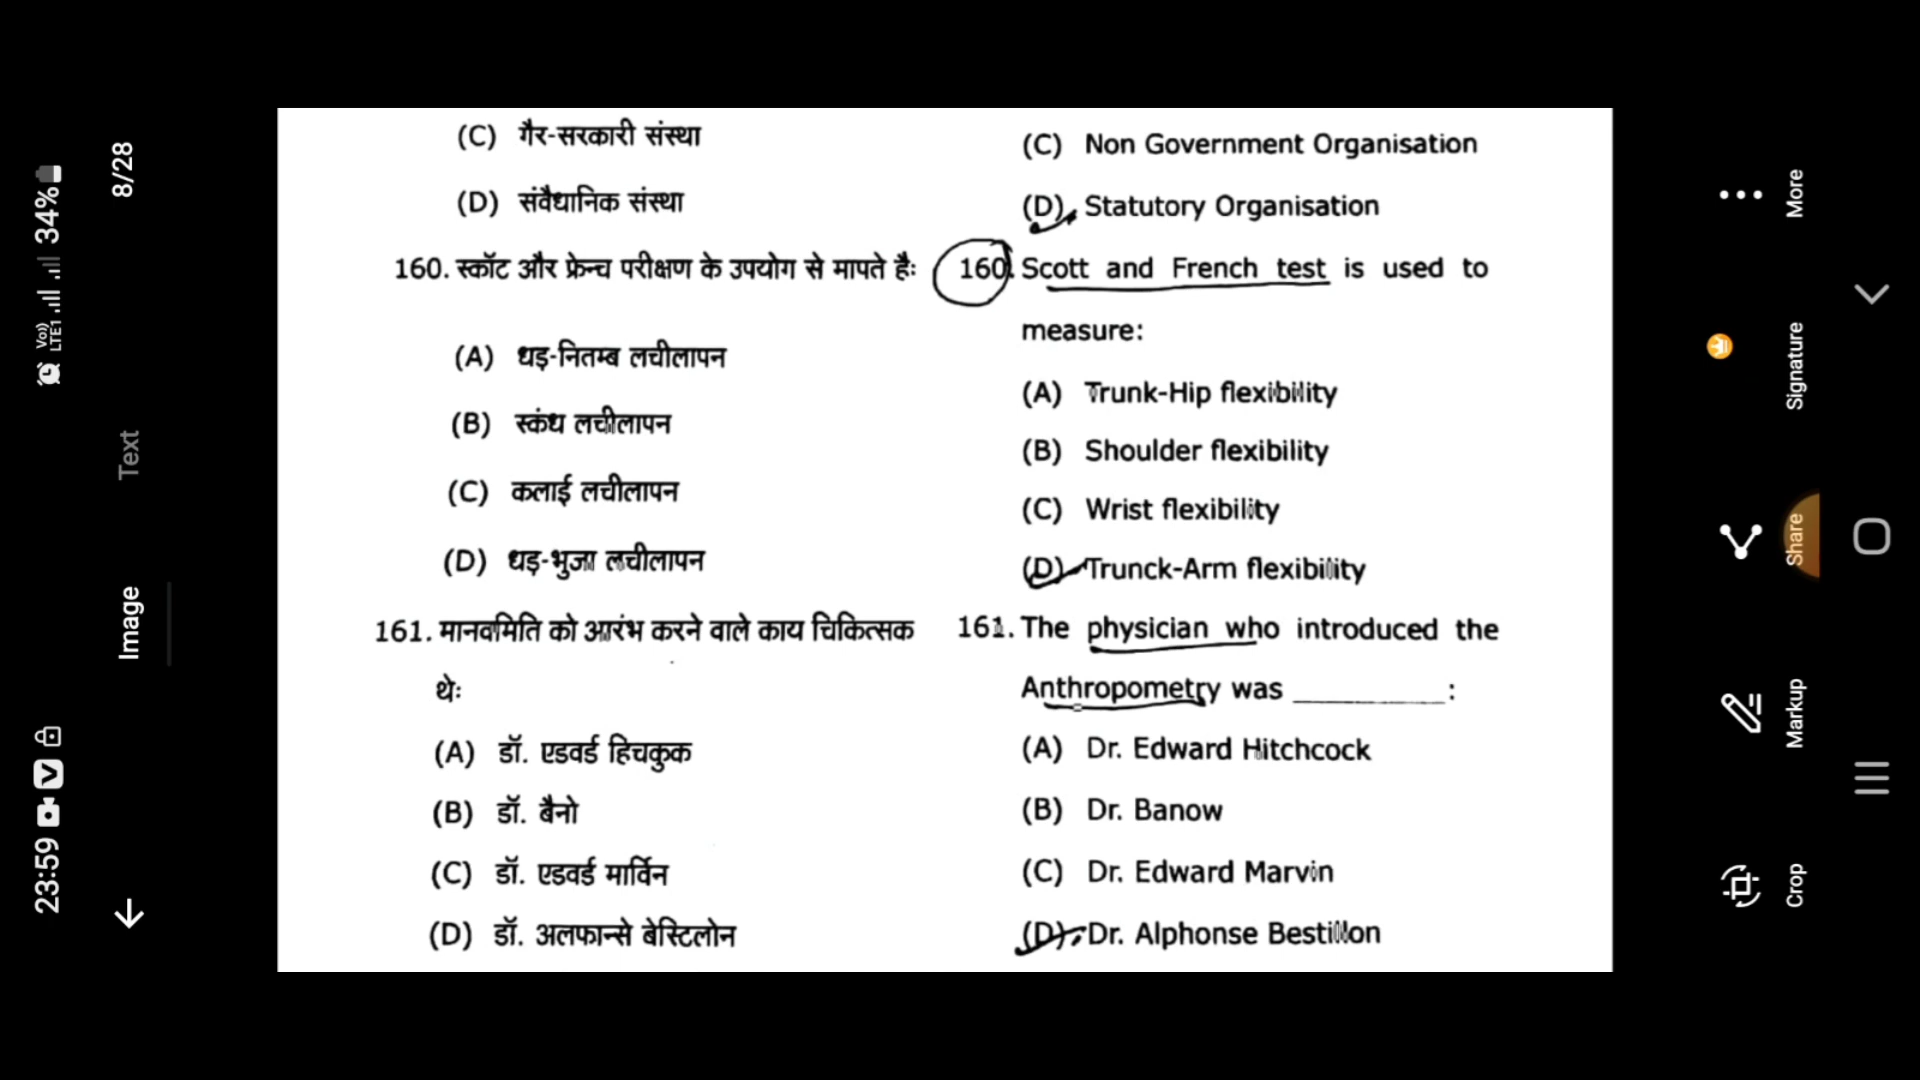 (C) गैर-सरकारी संस्था
(D) संवैधानिक संस्था
160. स्कॉट और फ्रेन्च परीक्षण के उपयोग से मापते हैः
(A) धड़-नितम्ब लचीलापन
(B) स्कंध लचीलापन
(C) कलाई लचीलापन
(D) धड़-भुजा लचीलापन
161. मानवमिति को आरंभ करने वाले काय चिकित्सक
थेः
(A) डॉ. एडवर्ड हिचकुक
(B) डॉ. बैनो
(C) डॉ. एडवर्ड मार्विन
(D) डॉ. अलफान्से बेस्टिलोन
(C) Non Government Organisation
(D) Statutory Organisation
160. Scott and French test is used to
measure:
(A) Trunk-Hip flexibility
(B) Shoulder flexibility
(C) Wrist flexibility
(D) Trunck-Arm flexibility
161. The physician who introduced the
Anthropometry was __________:
(A) Dr. Edward Hitchcock
(B) Dr. Banow
(C) Dr. Edward Marvin
(D) Dr. Alphonse Bestillon
23:59
Vo)) LTE1 34%
8/28
Text
Image
More
Signature
Share
Markup
Crop